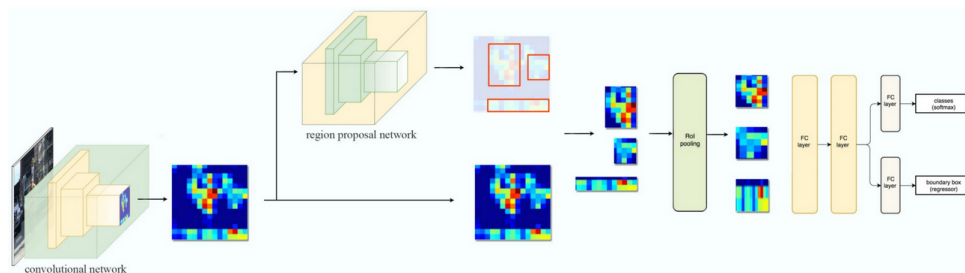 region proposal network
convolutional network
RoI
pooling
FC
layer
FC
layer
FC
layer
classes
(softmax)
FC
layer
boundary box
(regressor)